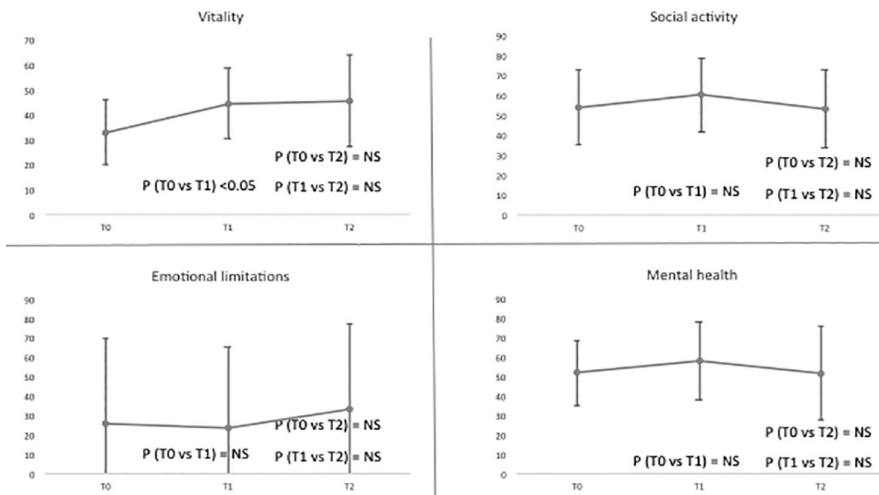 Vitality
70
60
50
40
30
20
10
0
P (T0 vs T2) = NS
P (T0 vs T1) <0.05
P (T1 vs T2) = NS
T0
T1
T2
Social activity
90
80
70
60
50
40
30
20
10
0
P (T0 vs T2) = NS
P (T0 vs T1) = NS
P (T1 vs T2) = NS
T0
T1
T2
Emotional limitations
90
80
70
60
50
40
30
20
10
0
P (T0 vs T2) = NS
P (T0 vs T1) = NS
P (T1 vs T2) = NS
T0
T1
T2
Mental health
90
80
70
60
50
40
30
20
10
0
P (T0 vs T2) = NS
P (T0 vs T1) = NS
P (T1 vs T2) = NS
T0
T1
T2